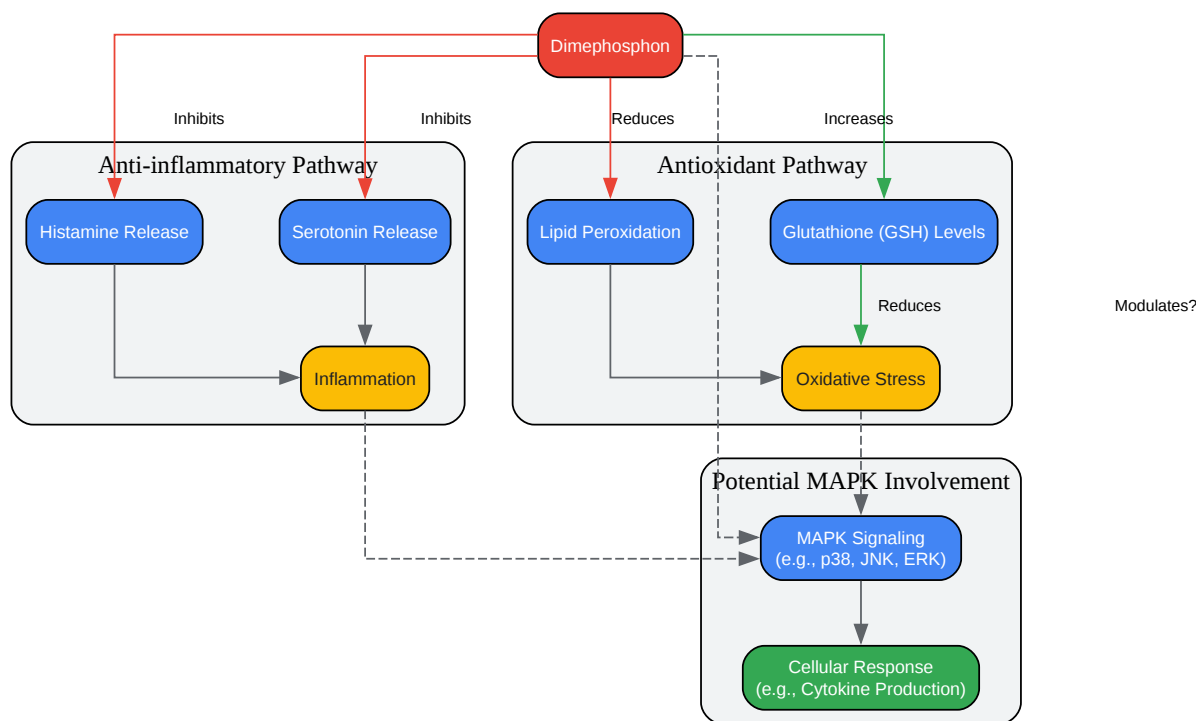 Dimephosphon
Inhibits
Inhibits
Reduces
Increases
Anti-inflammatory Pathway
Antioxidant Pathway
Histamine Release
Serotonin Release
Lipid Peroxidation
Glutathione (GSH) Levels
Reduces
Modulates?
Inflammation
Oxidative Stress
Potential MAPK Involvement
MAPK Signaling
(e.g., p38, JNK, ERK)
Cellular Response
(e.g., Cytokine Production)